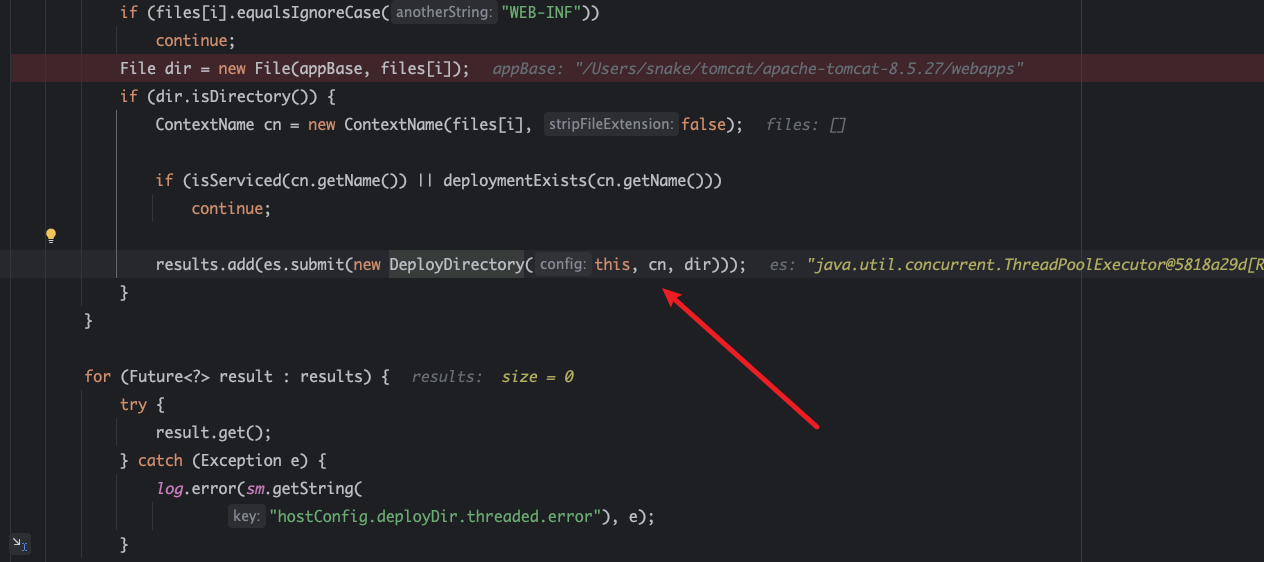 if (files[i].equalsIgnoreCase( anotherString: "WEB-INF"))
continue;
File dir = new File(appBase, files[i]); appBase: "/Users/snake/tomcat/apache-tomcat-8.5.27/webapps"
if (dir.isDirectory()) {
ContextName cn = new ContextName(files[i], stripFileExtension: false); files: []
if (isServiced(cn.getName()) || deploymentExists(cn.getName()))
continue;
results.add(es.submit(new DeployDirectory( config: this, cn, dir))); es: "java.util.concurrent.ThreadPoolExecutor@5818a29d[R
}
}
for (Future<?> result : results) { results: size = 0
try {
result.get();
} catch (Exception e) {
log.error(sm.getString(
key: "hostConfig.deployDir.threaded.error"), e);
}